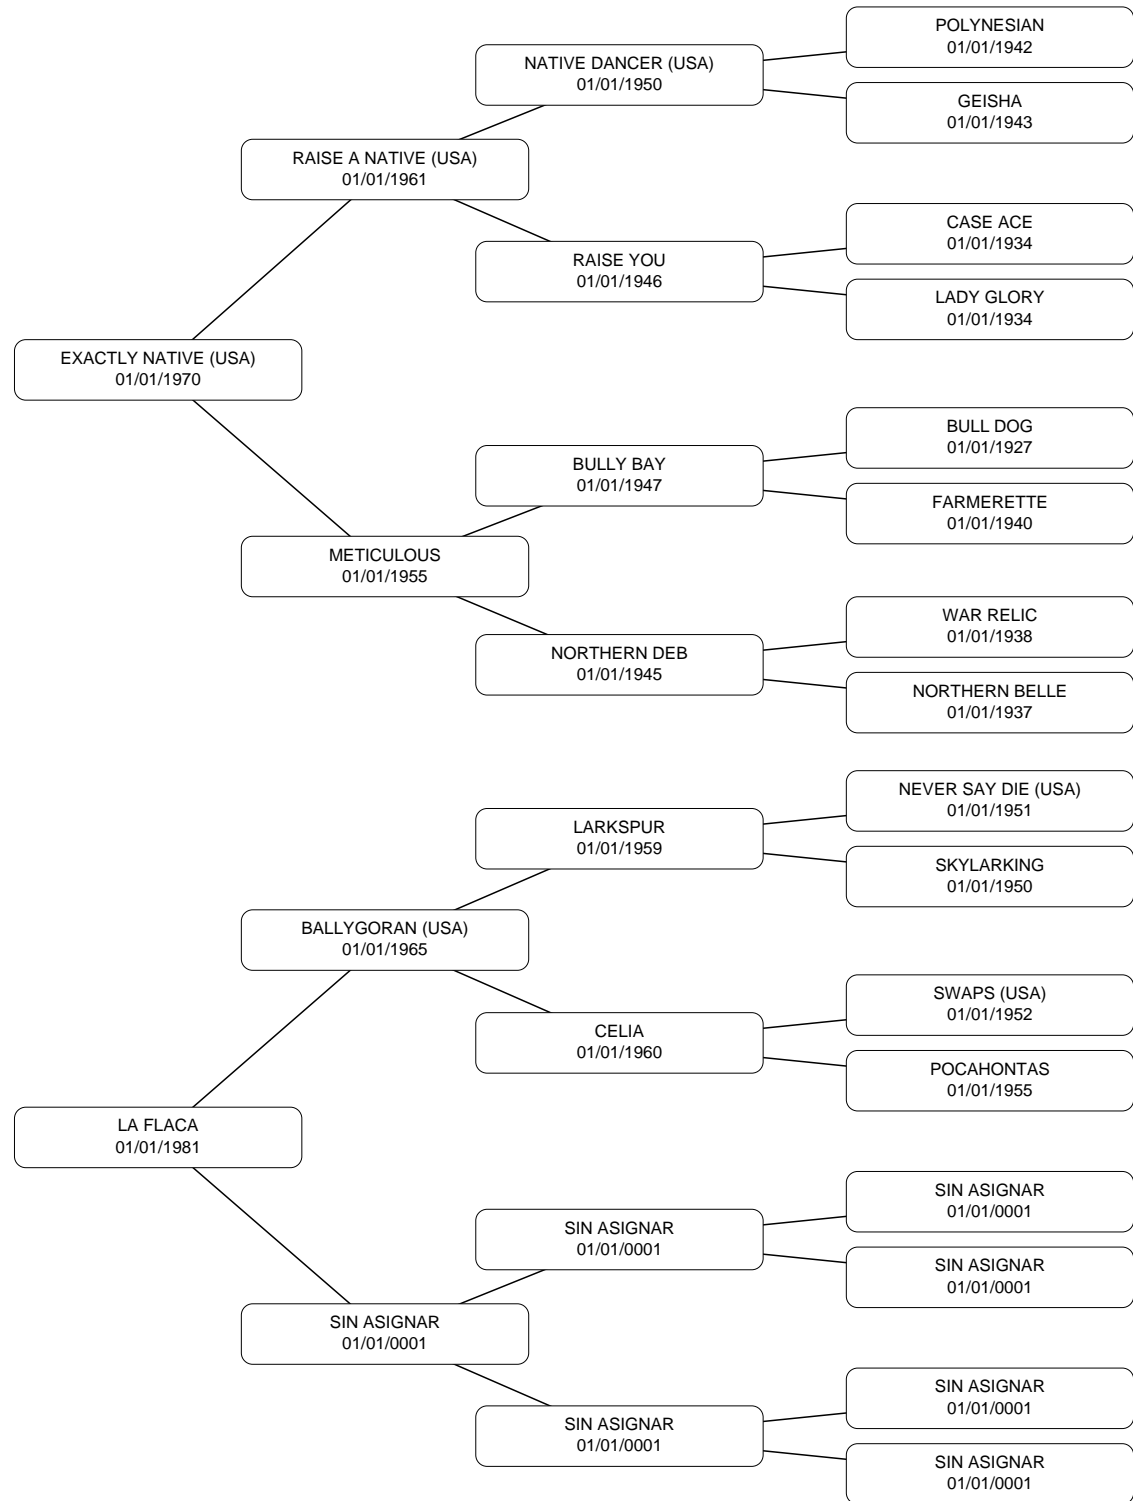 POLYNESIAN
01/01/1942
NATIVE DANCER (USA)
01/01/1950
GEISHA
01/01/1943
RAISE A NATIVE (USA)
01/01/1961
CASE ACE
01/01/1934
RAISE YOU
01/01/1946
LADY GLORY
01/01/1934
EXACTLY NATIVE (USA)
01/01/1970
BULL DOG
01/01/1927
BULLY BAY
01/01/1947
FARMERETTE
01/01/1940
METICULOUS
01/01/1955
WAR RELIC
01/01/1938
NORTHERN DEB
01/01/1945
NORTHERN BELLE
01/01/1937
NEVER SAY DIE (USA)
01/01/1951
LARKSPUR
01/01/1959
SKYLARKING
01/01/1950
BALLYGORAN (USA)
01/01/1965
SWAPS (USA)
01/01/1952
CELIA
01/01/1960
POCAHONTAS
01/01/1955
LA FLACA
01/01/1981
SIN ASIGNAR
01/01/0001
SIN ASIGNAR
01/01/0001
SIN ASIGNAR
01/01/0001
SIN ASIGNAR
01/01/0001
SIN ASIGNAR
01/01/0001
SIN ASIGNAR
01/01/0001
SIN ASIGNAR
01/01/0001